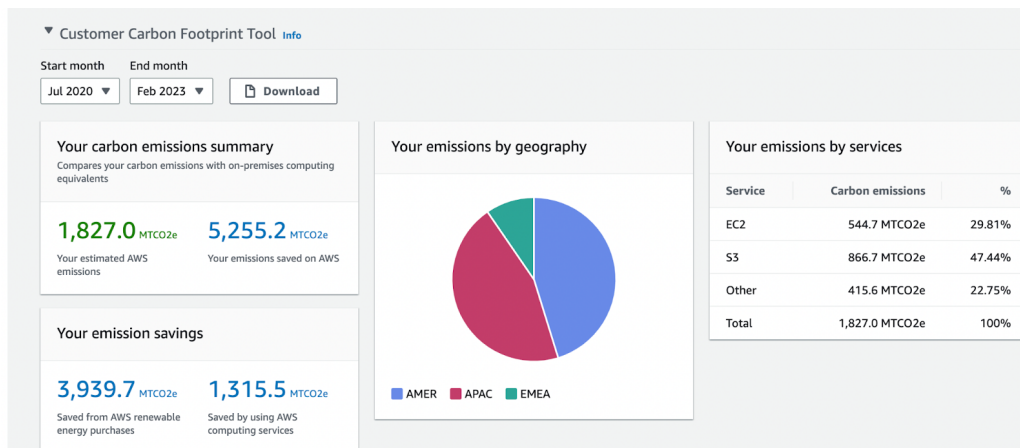 Customer Carbon Footprint Tool Info
Start month End month
Jul 2020 Feb 2023 Download
Your carbon emissions summary
Compares your carbon emissions with on-premises computing
equivalents
1,827.0 MTCO2e 5,255.2 MTCO2e
Your estimated AWS
emissions
Your emissions saved on AWS
Your emission savings
3,939.7 MTCO2e 1,315.5 MTCO2e
Saved from AWS renewable
energy purchases
Saved by using AWS
computing services
Your emissions by geography
AMER APAC EMEA
Your emissions by services
Service Carbon emissions %
EC2 544.7 MTCO2e 29.81%
S3 866.7 MTCO2e 47.44%
Other 415.6 MTCO2e 22.75%
Total 1,827.0 MTCO2e 100%